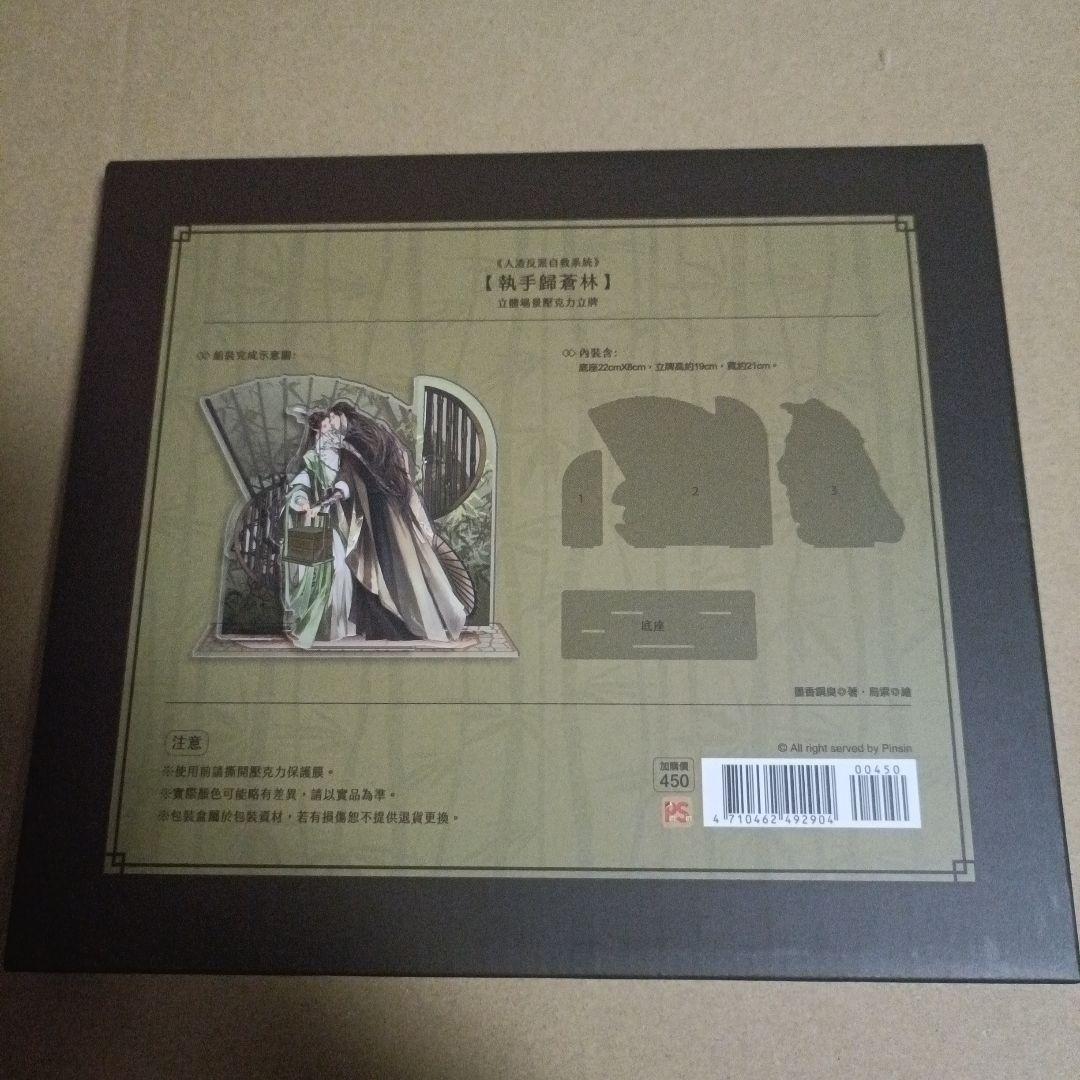 《人渣反派自救系統》
【執手歸蒼林】
立體場景壓克力立牌
組裝完成示意圖：
內裝含：
底座22cmX8cm，立牌高約19cm，寬約21cm。
1
2
3
底座
墨香銅臭◎著．鳥窯◎繪
注意
※使用前請撕開壓克力保護膜。
※實際顏色可能略有差異，請以實品為準。
※包裝盒屬於包裝資材，若有損傷恕不提供退貨更換。
© All right served by Pinsin
加購價
450
PS
00450
4 710462 492904